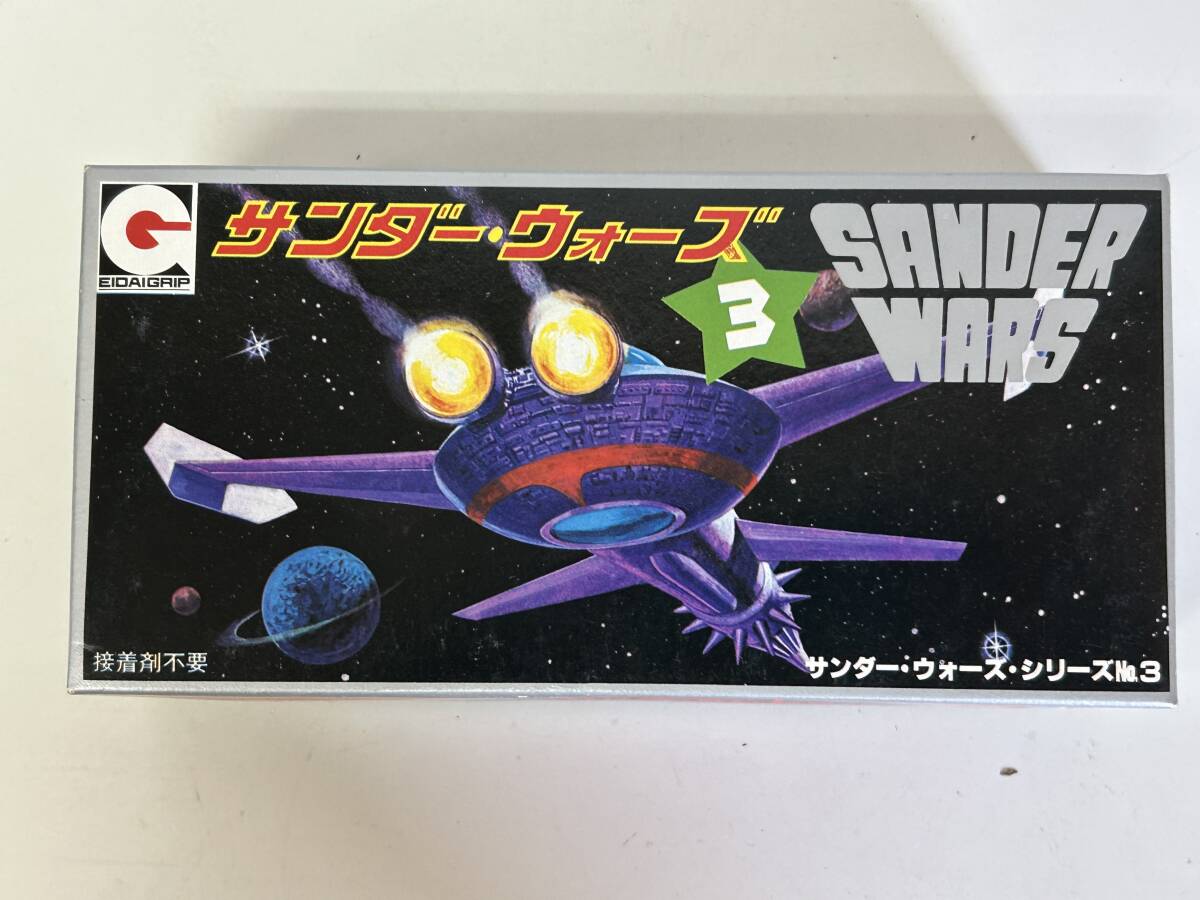 EIDAIGRIP
サンダー・ウォーズ
3
SANDER
WARS
接着剤不要
サンダー・ウォーズ・シリーズNo.3